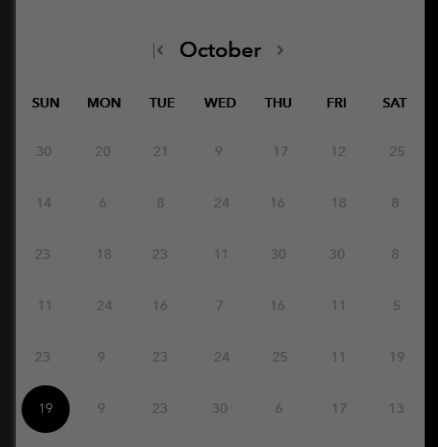 October
SUN MON TUE WED THU FRI SAT
30 20 21 9 17 12 25
14 6 8 24 16 18 8
23 18 23 11 30 30 8
11 24 16 7 16 11 5
23 9 23 24 25 11 19
19 9 23 30 6 17 13